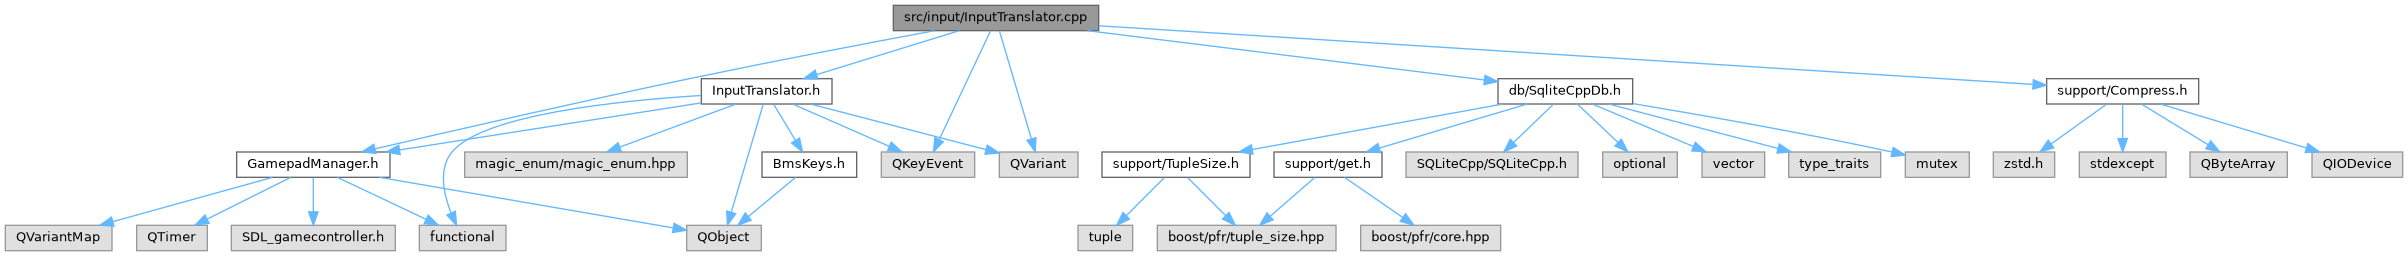 src/input/InputTranslator.cpp
InputTranslator.h
db/SqliteCppDb.h
support/Compress.h
GamepadManager.h
magic_enum/magic_enum.hpp
BmsKeys.h
QKeyEvent
QVariant
support/TupleSize.h
support/get.h
SQLiteCpp/SQLiteCpp.h
optional
vector
type_traits
mutex
zstd.h
stdexcept
QByteArray
QIODevice
QVariantMap
QTimer
SDL_gamecontroller.h
functional
QObject
tuple
boost/pfr/tuple_size.hpp
boost/pfr/core.hpp